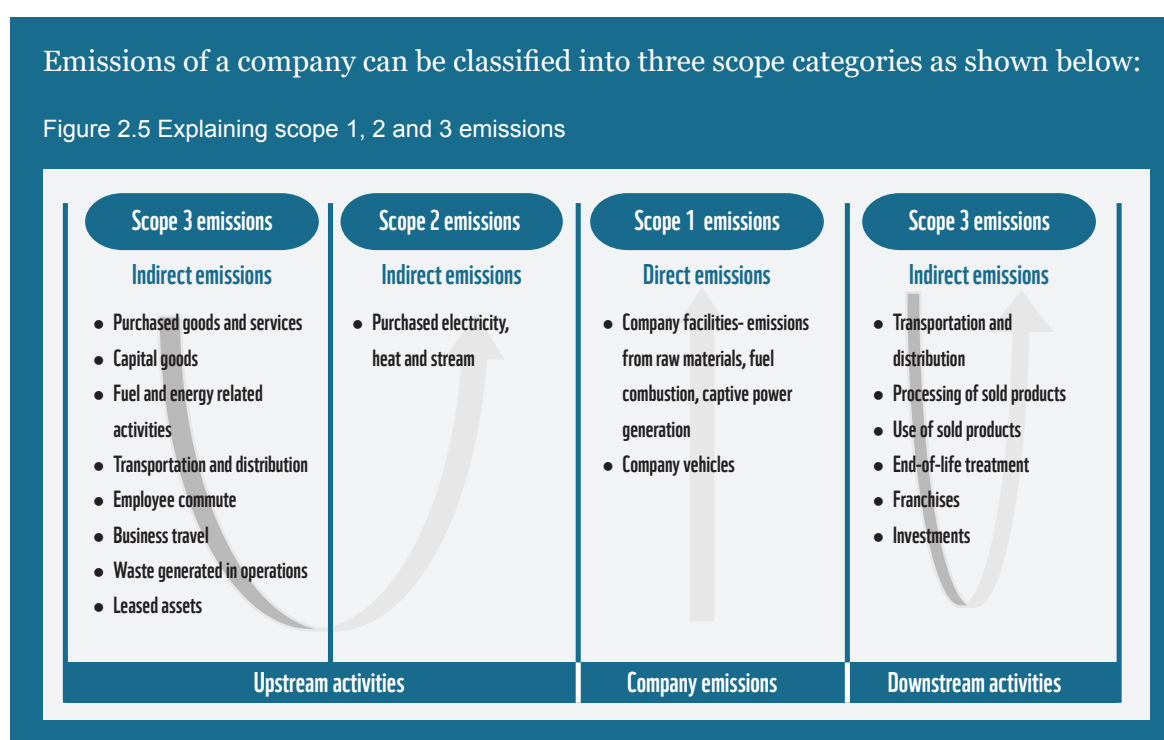 Emissions of a company can be classified into three scope categories as shown below:
Figure 2.5 Explaining scope 1, 2 and 3 emissions
Scope 3 emissions
Indirect emissions
• Purchased goods and services
• Capital goods
• Fuel and energy related
activities
• Transportation and distribution
• Employee commute
• Business travel
• Waste generated in operations
• Leased assets
Scope 2 emissions
Indirect emissions
• Purchased electricity,
heat and stream
Upstream activities
Scope 1 emissions
Direct emissions
• Company facilities- emissions
from raw materials, fuel
combustion, captive power
generation
• Company vehicles
Company emissions
Scope 3 emissions
Indirect emissions
• Transportation and
distribution
• Processing of sold products
• Use of sold products
• End-of-life treatment
• Franchises
• Investments
Downstream activities